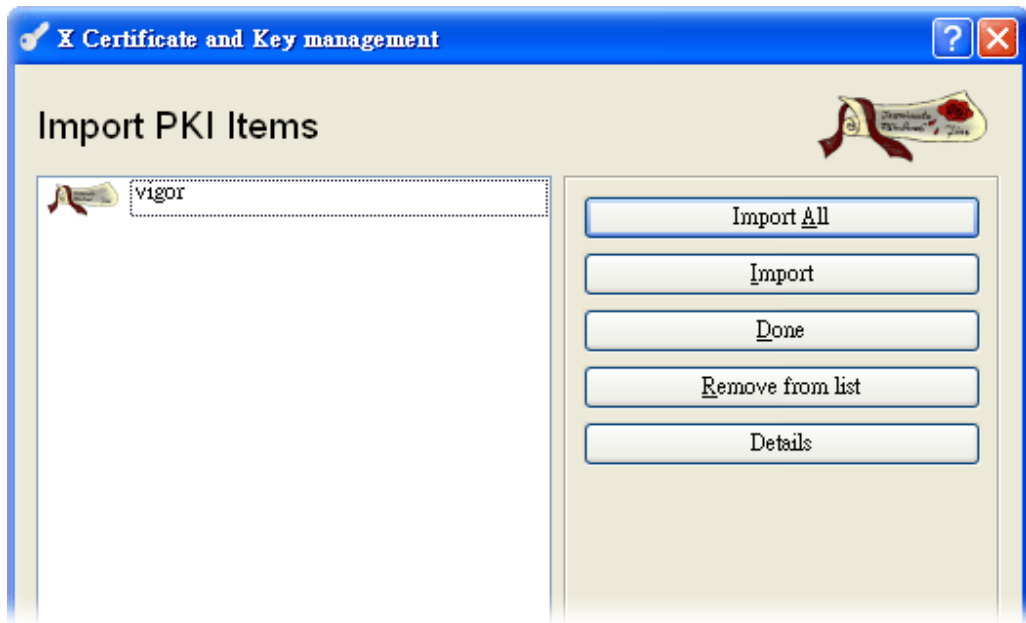 X Certificate and Key management
Import PKI Items
vigor
Import All
Import
Done
Remove from list
Details